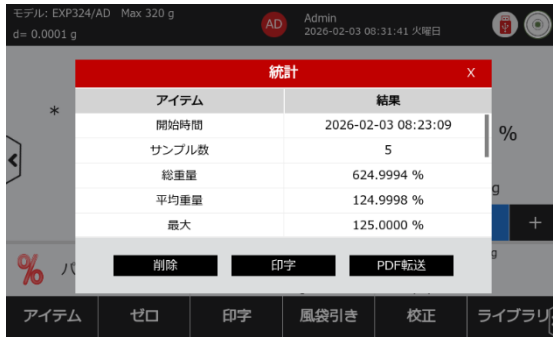 モデル: EXP324/AD Max 320 g
d= 0.0001 g
AD
Admin
2026-02-03 08:31:41 火曜日
統計 X
アイテム 結果
開始時間 2026-02-03 08:23:09
サンプル数 5
総重量 624.9994 %
平均重量 124.9998 %
最大 125.0000 %
* %
g
+
削除 印字 PDF転送
% パ
g
アイテム ゼロ 印字 風袋引き 校正 ライブラリ